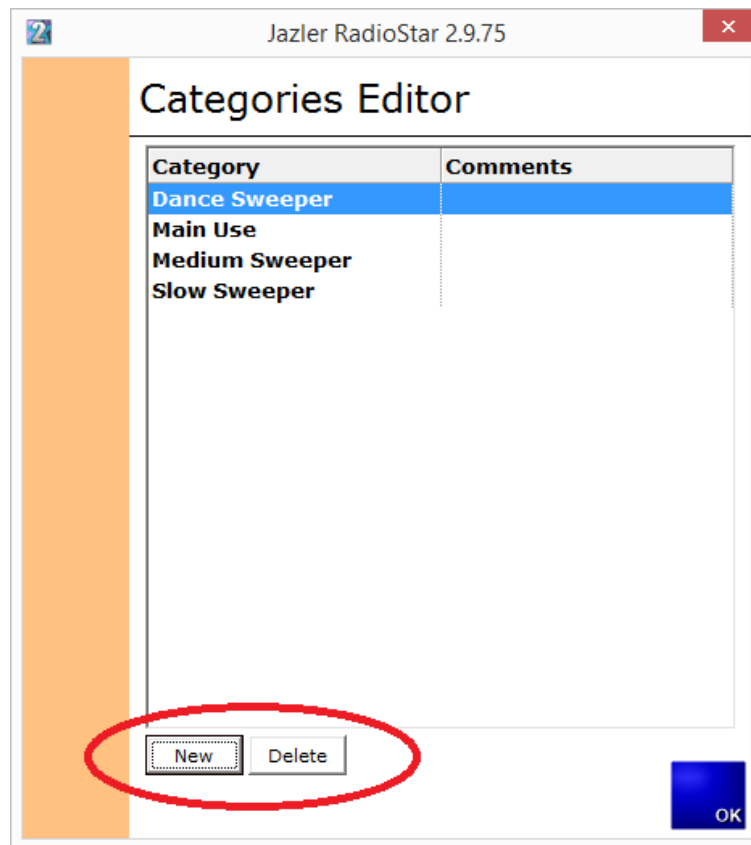 2 Jazler RadioStar 2.9.75 ×
Categories Editor
Category Comments
Dance Sweeper
Main Use
Medium Sweeper
Slow Sweeper
New Delete
OK